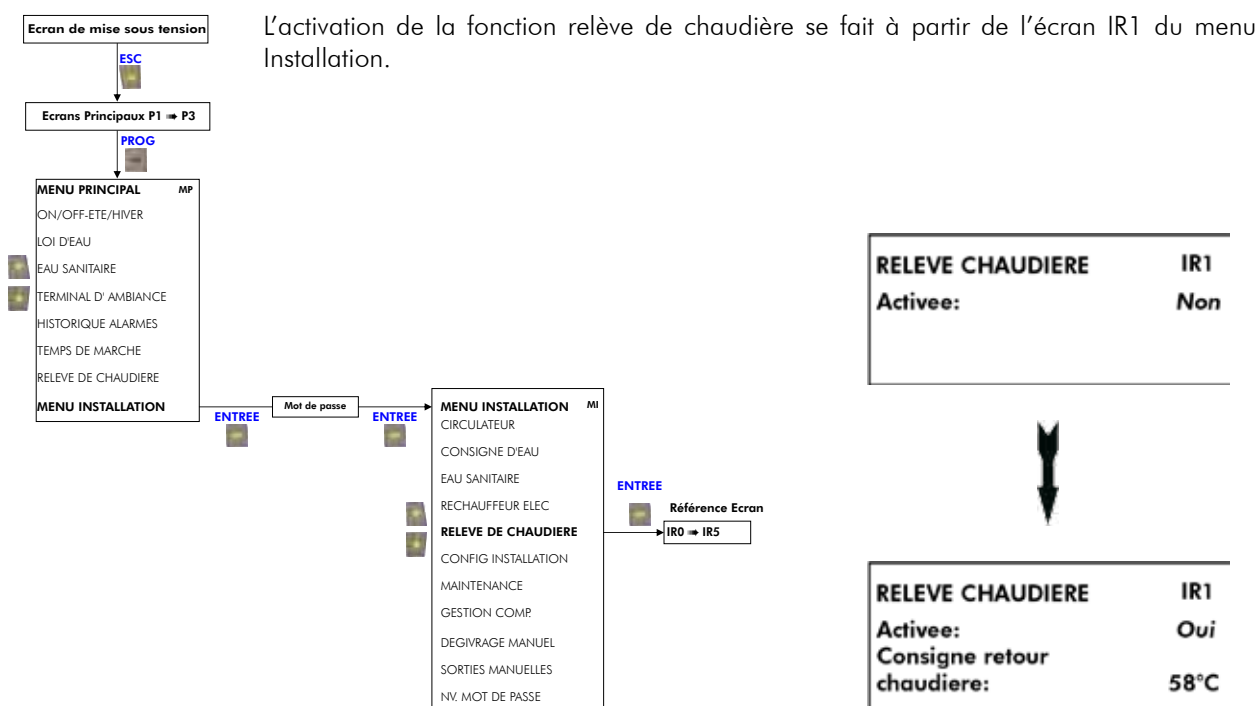 L'activation de la fonction relève de chaudière se fait à partir de l'écran IR1 du menu
Installation.
Ecran de mise sous tension
ESC
Ecrans Principaux P1 ➠ P3
PROG
MENU PRINCIPAL MP
ON/OFF-ETE/HIVER
LOI D'EAU
EAU SANITAIRE
TERMINAL D' AMBIANCE
HISTORIQUE ALARMES
TEMPS DE MARCHE
RELEVE DE CHAUDIERE
MENU INSTALLATION
ENTREE
Mot de passe
ENTREE
MENU INSTALLATION MI
CIRCULATEUR
CONSIGNE D'EAU
EAU SANITAIRE
RECHAUFFEUR ELEC
RELEVE DE CHAUDIERE
CONFIG INSTALLATION
MAINTENANCE
GESTION COMP.
DEGIVRAGE MANUEL
SORTIES MANUELLES
NV. MOT DE PASSE
ENTREE
Référence Ecran
IR0 ➠ IR5
RELEVE CHAUDIERE IR1
Activee: Non
RELEVE CHAUDIERE IR1
Activee: Oui
Consigne retour
chaudiere: 58°C